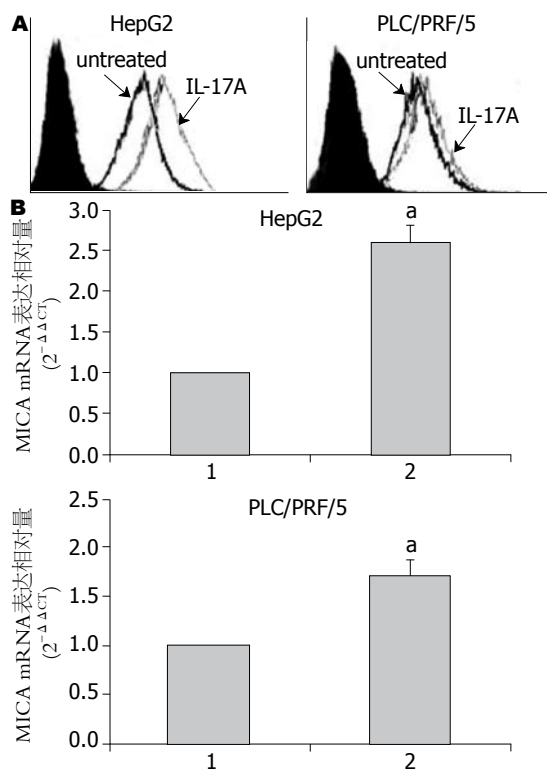 A
HepG2
untreated
IL-17A
PLC/PRF/5
untreated
IL-17A
B
HepG2
MICA mRNA表达相对量
(2^-ΔΔCT)
3.0
2.5
2.0
1.5
1.0
0.5
0.0
a
1 2
PLC/PRF/5
MICA mRNA表达相对量
(2^-ΔΔCT)
2.5
2.0
1.5
1.0
0.5
0.0
a
1 2